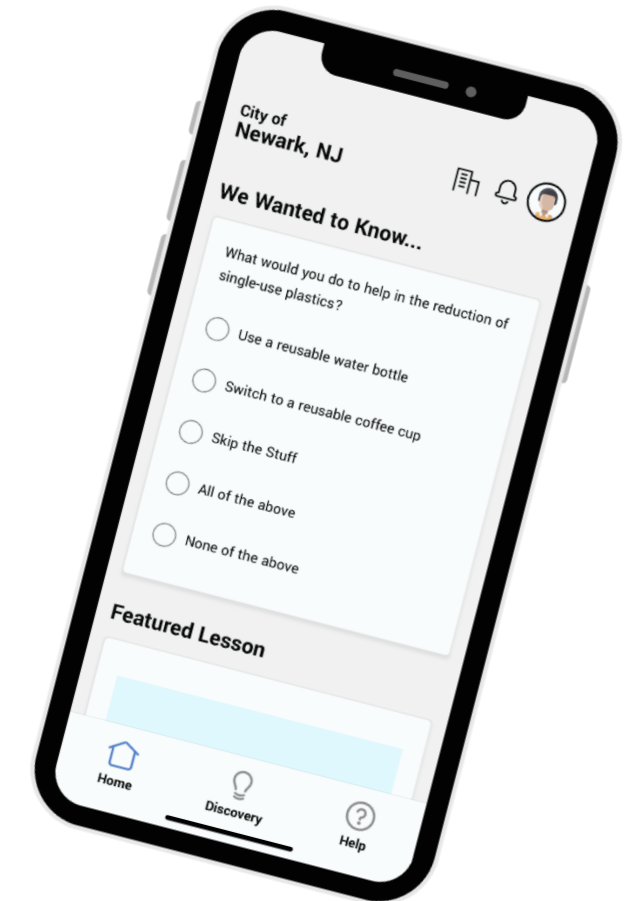 City of
Newark, NJ
We Wanted to Know...
What would you do to help in the reduction of
single-use plastics?
Use a reusable water bottle
Switch to a reusable coffee cup
Skip the Stuff
All of the above
None of the above
Featured Lesson
Home
Discovery
Help